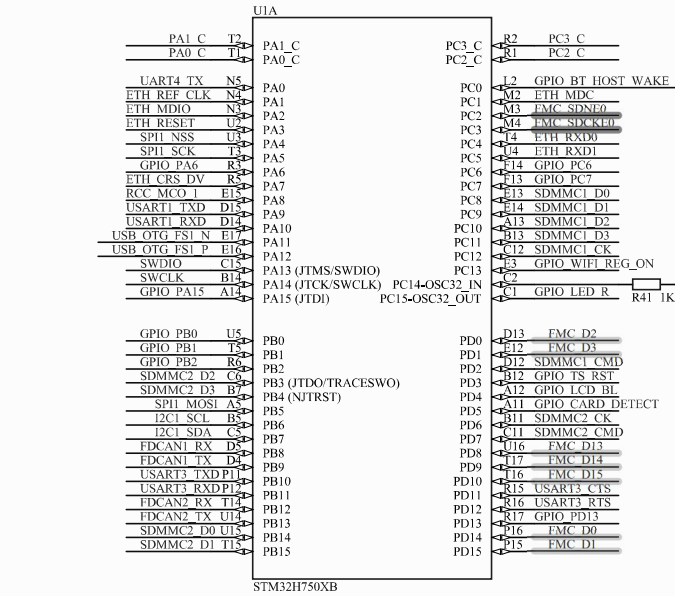 U1A
PA1_C T2 PA1_C PC3_C R2 PC3_C
PA0_C T1 PA0_C PC2_C R1 PC2_C
UART4_TX N5 PA0 PC0 L2 GPIO_BT_HOST_WAKE
ETH_REF_CLK N4 PA1 PC1 M2 ETH_MDC
ETH_MDIO N3 PA2 PC2 M3 FMC_SDNE0
ETH_RESET U2 PA3 PC3 M4 FMC_SDCKE0
SPI1_NSS U3 PA4 PC4 T4 ETH_RXD0
SPI1_SCK T3 PA5 PC5 U4 ETH_RXD1
GPIO_PA6 R3 PA6 PC6 F14 GPIO_PC6
ETH_CRS_DV R5 PA7 PC7 F13 GPIO_PC7
RCC_MCO_1 E15 PA8 PC8 E13 SDMMC1_D0
USART1_TXD D15 PA9 PC9 E14 SDMMC1_D1
USART1_RXD D14 PA10 PC10 A13 SDMMC1_D2
USB_OTG_FS1_N E17 PA11 PC11 B13 SDMMC1_D3
USB_OTG_FS1_P E16 PA12 PC12 C12 SDMMC1_CK
SWDIO C15 PA13 (JTMS/SWDIO) PC13 E3 GPIO_WIFI_REG_ON
SWCLK B14 PA14 (JTCK/SWCLK) PC14-OSC32_IN C2
GPIO_PA15 A14 PA15 (JTDI) PC15-OSC32_OUT C1 GPIO_LED_R R41 1K
GPIO_PB0 U5 PB0 PD0 D13 FMC_D2
GPIO_PB1 T5 PB1 PD1 E12 FMC_D3
GPIO_PB2 R6 PB2 PD2 D12 SDMMC1_CMD
SDMMC2_D2 C6 PB3 (JTDO/TRACESWO) PD3 B12 GPIO_TS_RST
SDMMC2_D3 B7 PB4 (NJTRST) PD4 A12 GPIO_LCD_BL
SPI1_MOSI A5 PB5 PD5 A11 GPIO_CARD_DETECT
I2C1_SCL B5 PB6 PD6 B11 SDMMC2_CK
I2C1_SDA C5 PB7 PD7 C11 SDMMC2_CMD
FDCAN1_RX D5 PB8 PD8 U16 FMC_D13
FDCAN1_TX D4 PB9 PD9 T17 FMC_D14
USART3_TXD P11 PB10 PD10 T16 FMC_D15
USART3_RXD P12 PB11 PD11 R15 USART3_CTS
FDCAN2_RX T14 PB12 PD12 R16 USART3_RTS
FDCAN2_TX U14 PB13 PD13 R17 GPIO_PD13
SDMMC2_D0 U15 PB14 PD14 P16 FMC_D0
SDMMC2_D1 T15 PB15 PD15 P15 FMC_D1
STM32H750XB